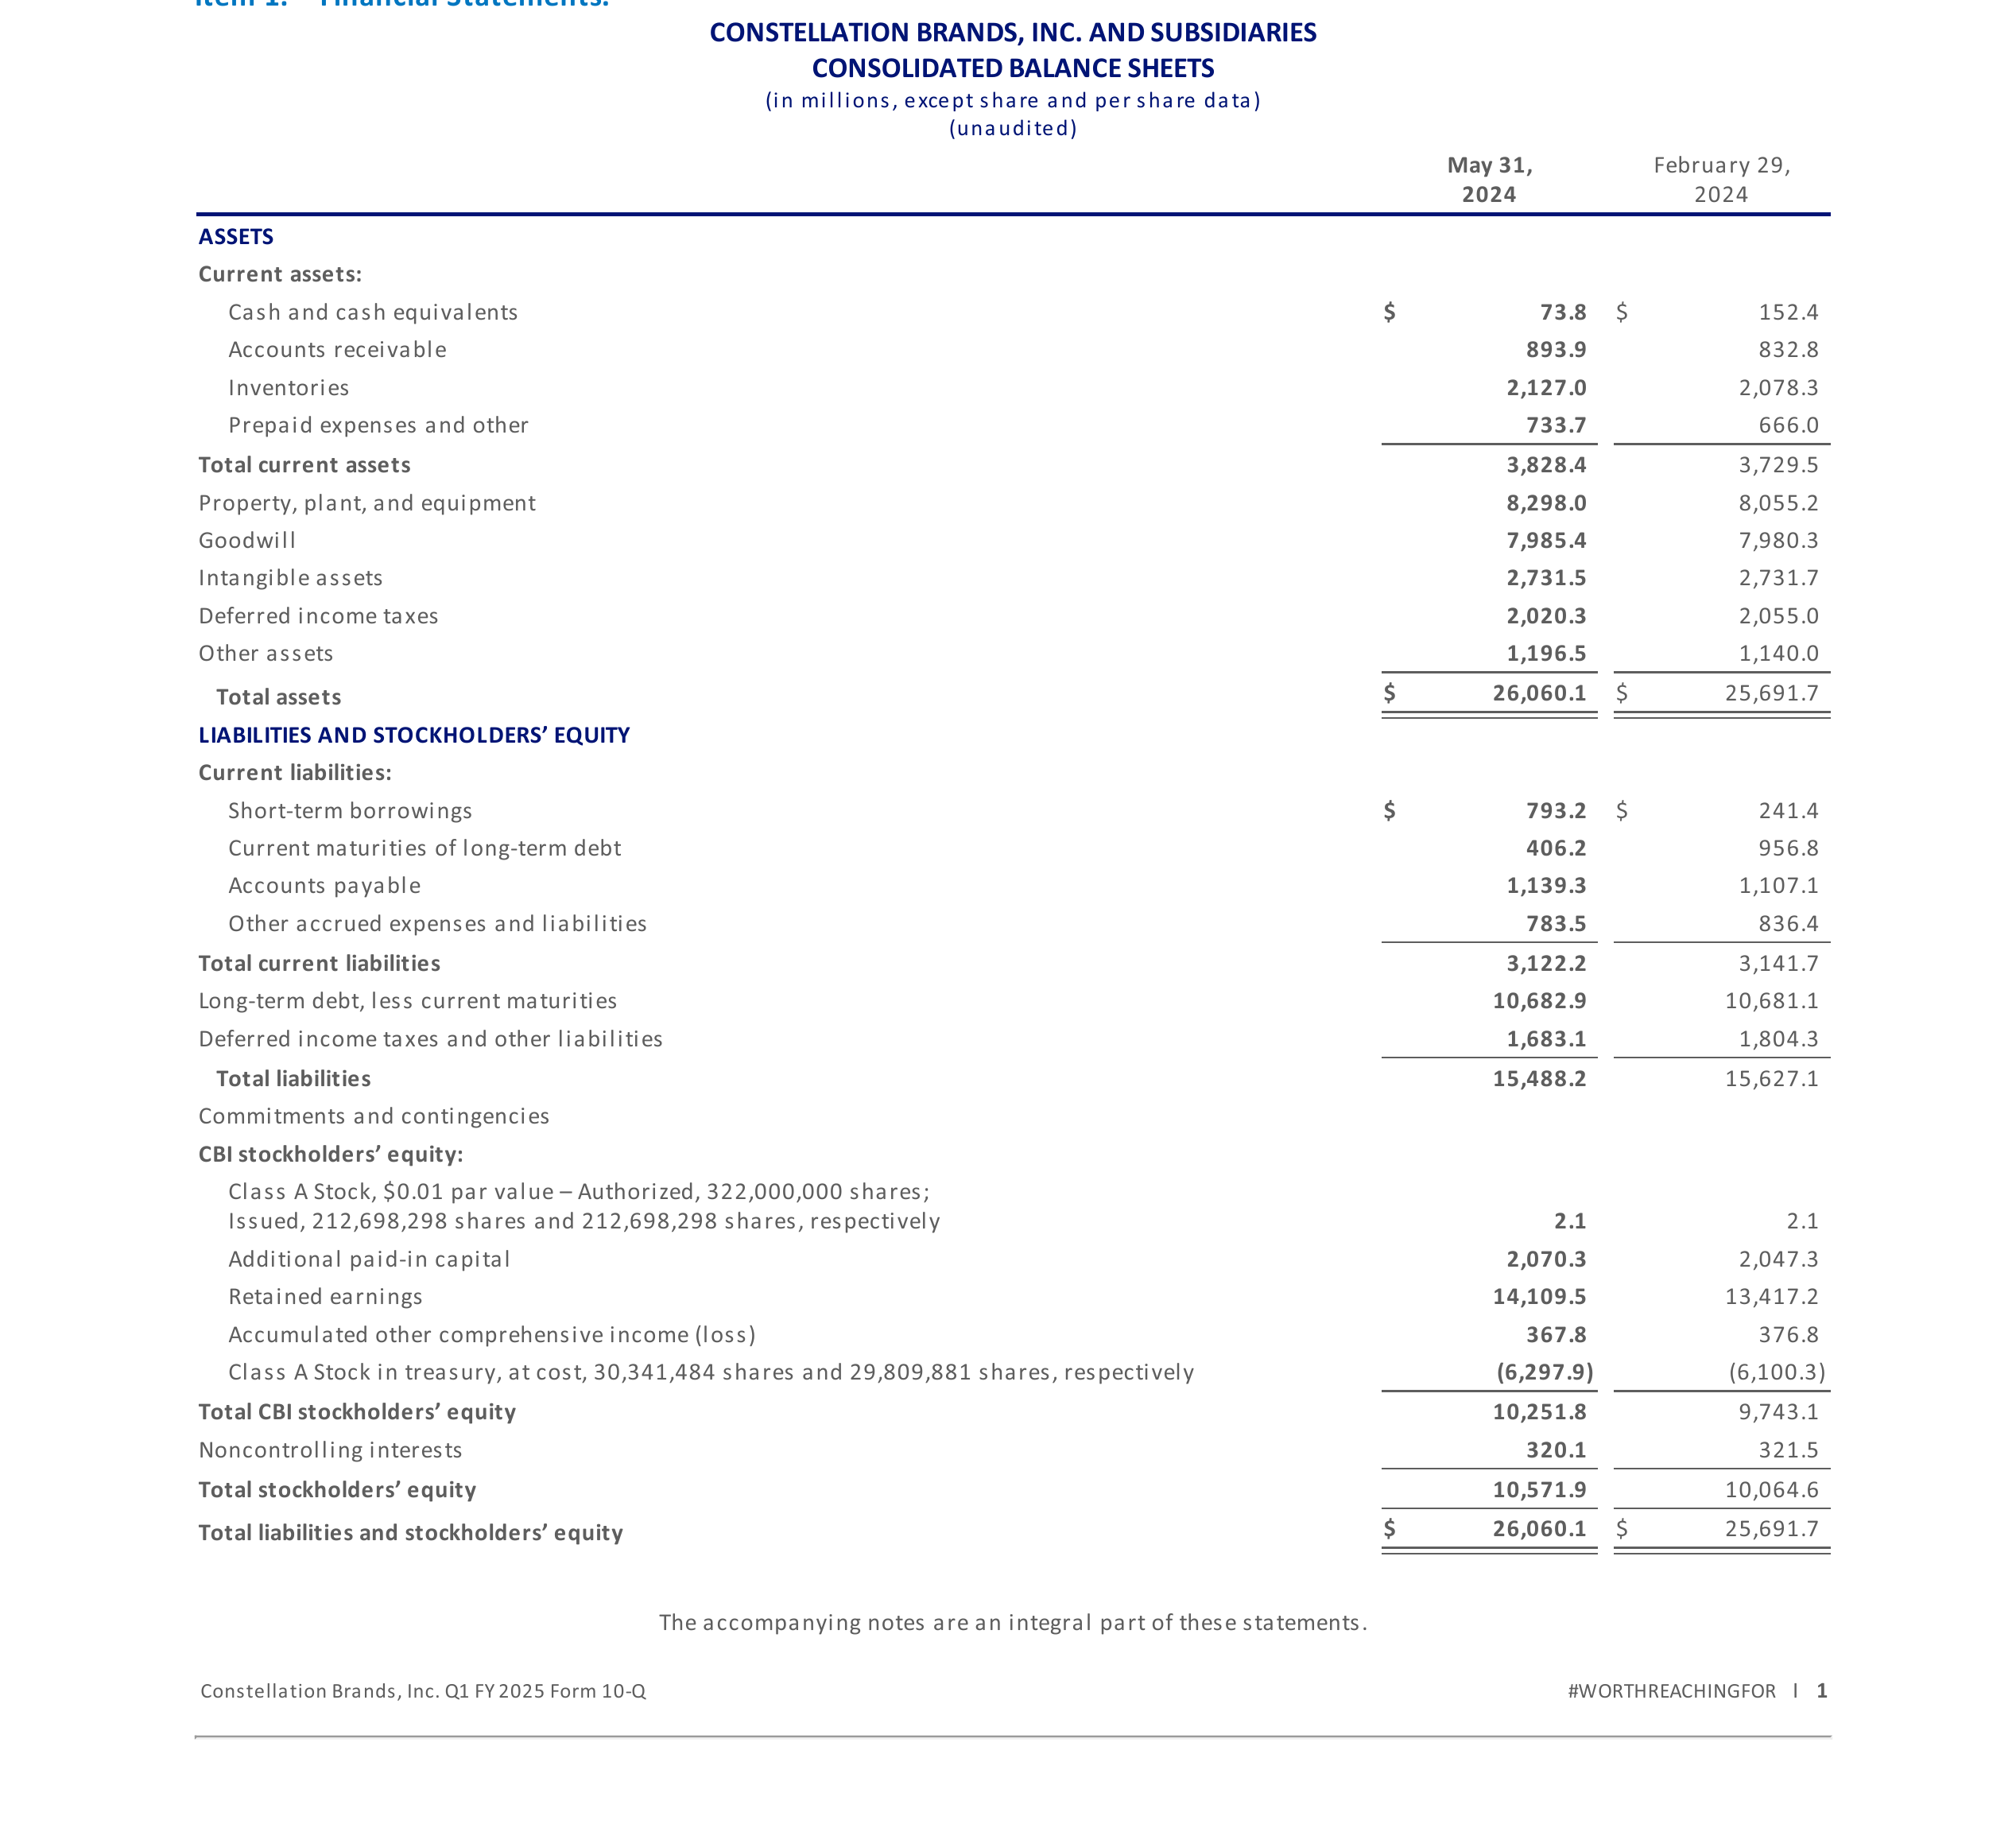 Item 1. Financial Statements.
CONSTELLATION BRANDS, INC. AND SUBSIDIARIES
CONSOLIDATED BALANCE SHEETS
(in millions, except share and per share data)
(unaudited)
May 31, 2024 February 29, 2024
ASSETS
Current assets:
Cash and cash equivalents $ 73.8 $ 152.4
Accounts receivable 893.9 832.8
Inventories 2,127.0 2,078.3
Prepaid expenses and other 733.7 666.0
Total current assets 3,828.4 3,729.5
Property, plant, and equipment 8,298.0 8,055.2
Goodwill 7,985.4 7,980.3
Intangible assets 2,731.5 2,731.7
Deferred income taxes 2,020.3 2,055.0
Other assets 1,196.5 1,140.0
Total assets $ 26,060.1 $ 25,691.7
LIABILITIES AND STOCKHOLDERS’ EQUITY
Current liabilities:
Short-term borrowings $ 793.2 $ 241.4
Current maturities of long-term debt 406.2 956.8
Accounts payable 1,139.3 1,107.1
Other accrued expenses and liabilities 783.5 836.4
Total current liabilities 3,122.2 3,141.7
Long-term debt, less current maturities 10,682.9 10,681.1
Deferred income taxes and other liabilities 1,683.1 1,804.3
Total liabilities 15,488.2 15,627.1
Commitments and contingencies
CBI stockholders’ equity:
Class A Stock, $0.01 par value – Authorized, 322,000,000 shares;
Issued, 212,698,298 shares and 212,698,298 shares, respectively 2.1 2.1
Additional paid-in capital 2,070.3 2,047.3
Retained earnings 14,109.5 13,417.2
Accumulated other comprehensive income (loss) 367.8 376.8
Class A Stock in treasury, at cost, 30,341,484 shares and 29,809,881 shares, respectively (6,297.9) (6,100.3)
Total CBI stockholders’ equity 10,251.8 9,743.1
Noncontrolling interests 320.1 321.5
Total stockholders’ equity 10,571.9 10,064.6
Total liabilities and stockholders’ equity $ 26,060.1 $ 25,691.7
The accompanying notes are an integral part of these statements.
Constellation Brands, Inc. Q1 FY 2025 Form 10-Q #WORTHREACHINGFOR I 1